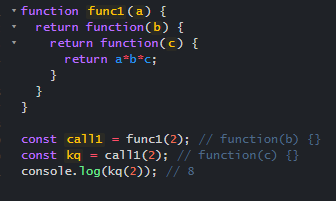 function func1(a) {
  return function(b) {
    return function(c) {
      return a*b*c;
    }
  }
}

const call1 = func1(2); // function(b) {}
const kq = call1(2); // function(c) {}
console.log(kq(2)); // 8